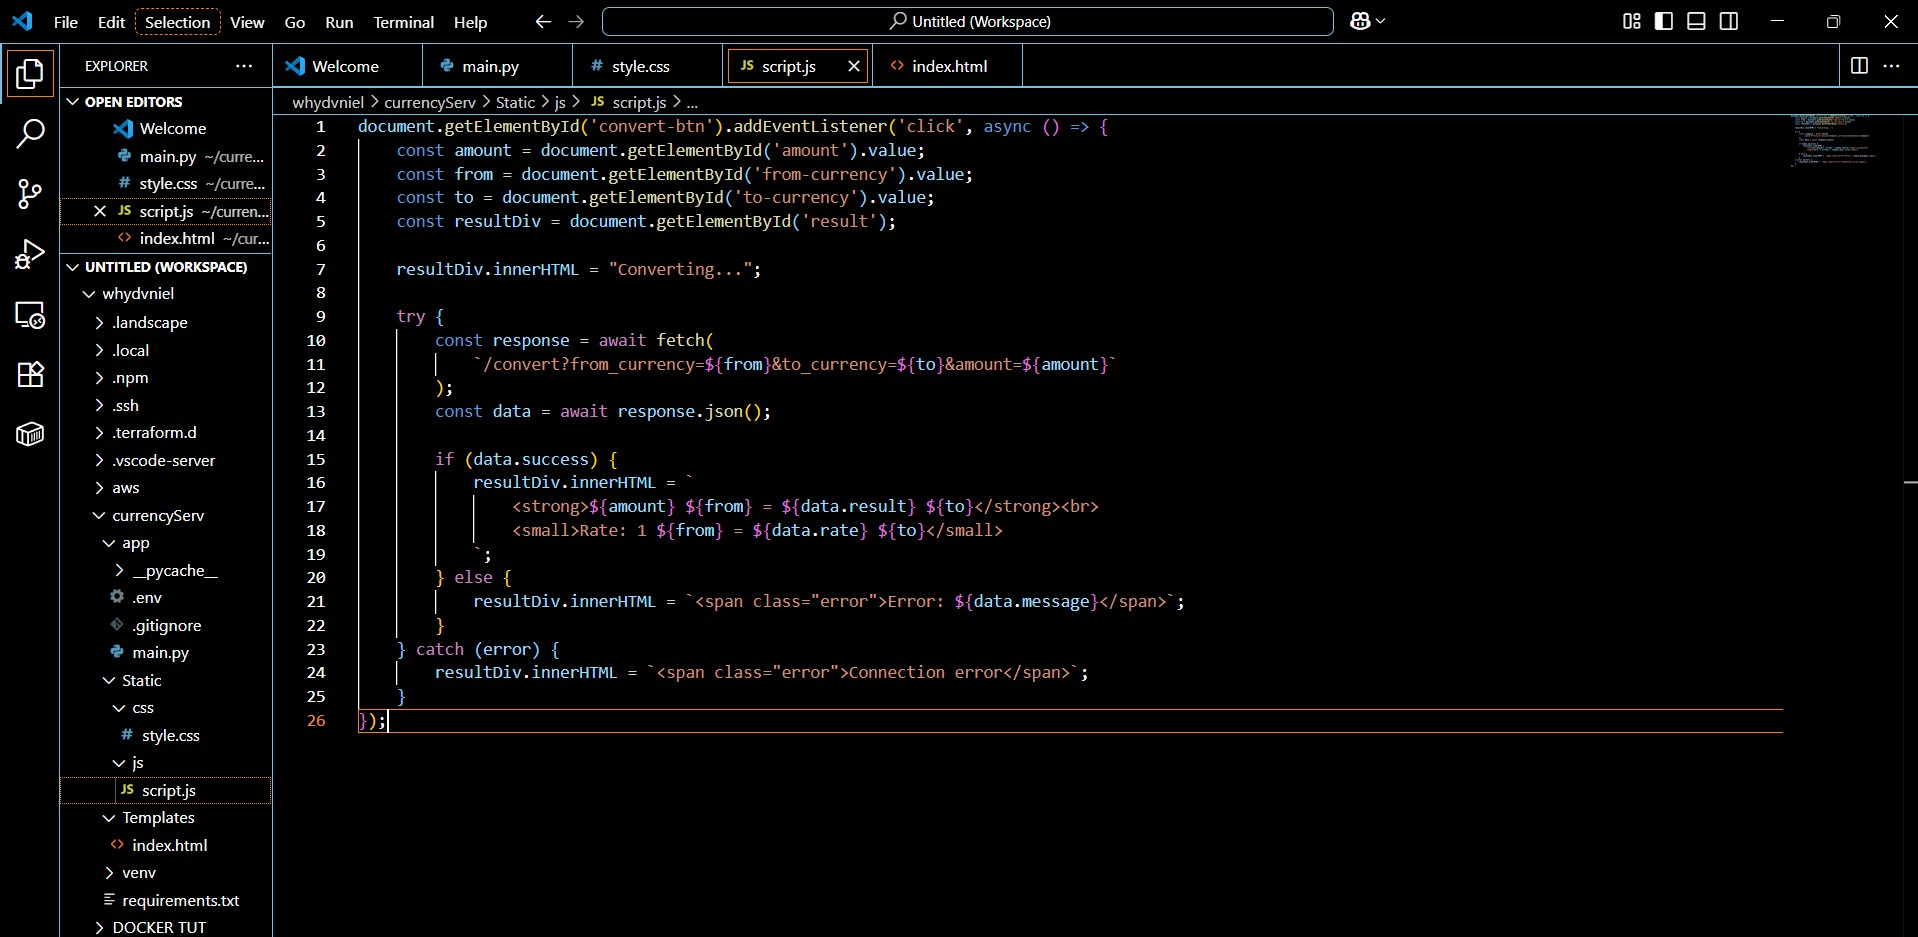 File Edit Selection View Go Run Terminal Help
Untitled (Workspace)
EXPLORER
OPEN EDITORS
Welcome
main.py ~/curre...
style.css ~/curre...
JS script.js ~/curren...
<> index.html ~/cur...
UNTITLED (WORKSPACE)
whydvniel
.landscape
.local
.npm
.ssh
.terraform.d
.vscode-server
aws
currencyServ
app
__pycache__
.env
.gitignore
main.py
Static
css
# style.css
js
JS script.js
Templates
<> index.html
venv
requirements.txt
DOCKER TUT
Welcome
main.py
# style.css
JS script.js
<> index.html
whydvniel > currencyServ > Static > js > JS script.js > ...
1 document.getElementById('convert-btn').addEventListener('click', async () => {
2 const amount = document.getElementById('amount').value;
3 const from = document.getElementById('from-currency').value;
4 const to = document.getElementById('to-currency').value;
5 const resultDiv = document.getElementById('result');
6
7 resultDiv.innerHTML = "Converting...";
8
9 try {
10 const response = await fetch(
11 `/convert?from_currency=${from}&to_currency=${to}&amount=${amount}`
12 );
13 const data = await response.json();
14
15 if (data.success) {
16 resultDiv.innerHTML = `
17 <strong>${amount} ${from} = ${data.result} ${to}</strong><br>
18 <small>Rate: 1 ${from} = ${data.rate} ${to}</small>
19 `;
20 } else {
21 resultDiv.innerHTML = `<span class="error">Error: ${data.message}</span>`;
22 }
23 } catch (error) {
24 resultDiv.innerHTML = `<span class="error">Connection error</span>`;
25 }
26 });